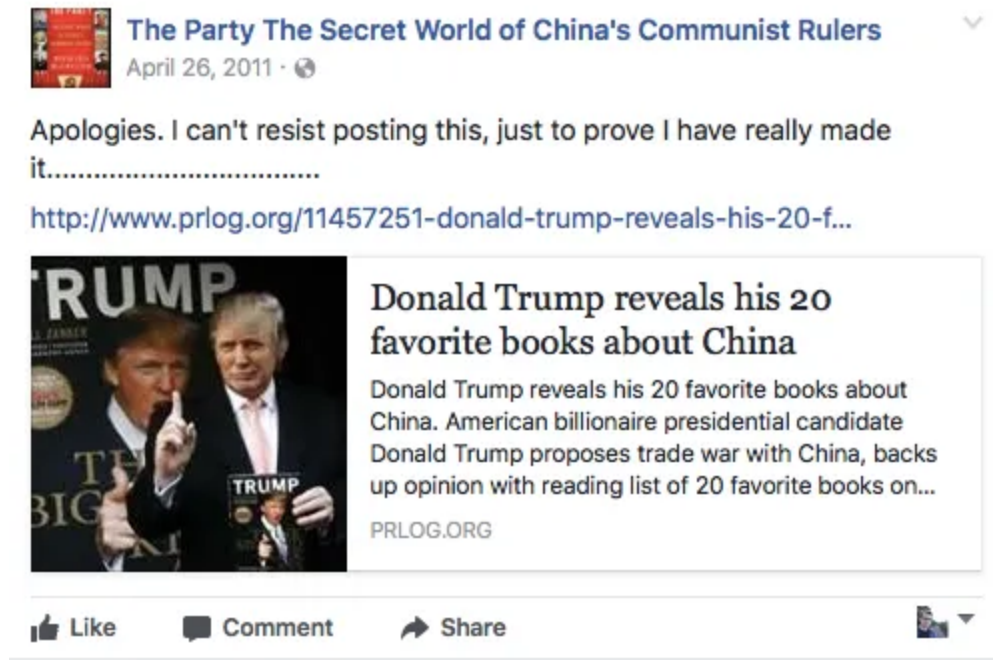 The Party The Secret World of China's Communist Rulers
April 26, 2011 ·
Apologies. I can't resist posting this, just to prove I have really made
it...................................
http://www.prlog.org/11457251-donald-trump-reveals-his-20-f...
TRUMP
TRUMP
Donald Trump reveals his 20
favorite books about China
Donald Trump reveals his 20 favorite books about
China. American billionaire presidential candidate
Donald Trump proposes trade war with China, backs
up opinion with reading list of 20 favorite books on...
PRLOG.ORG
Like Comment Share